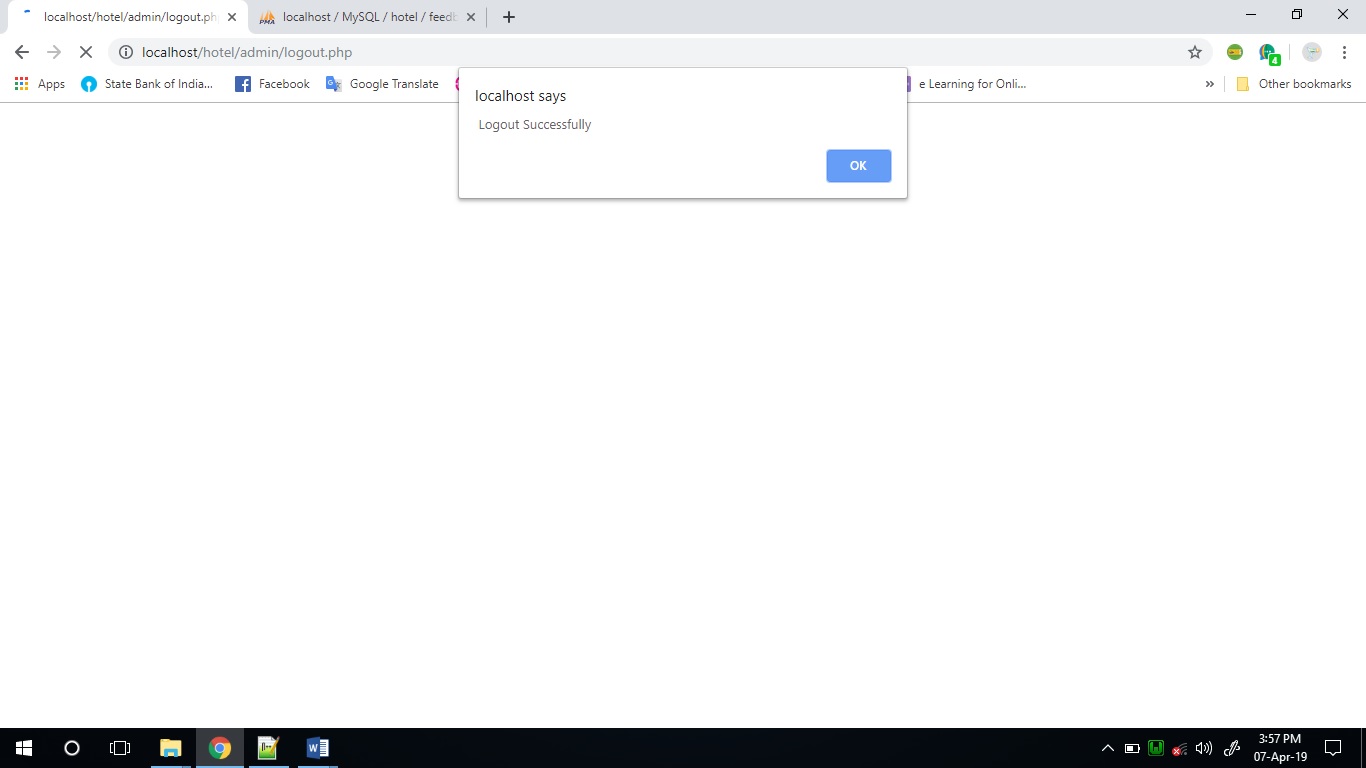 localhost/hotel/admin/logout.ph
localhost / MySQL / hotel / feedb
localhost/hotel/admin/logout.php
4
Apps
State Bank of India...
Facebook
Google Translate
e Learning for Onli...
Other bookmarks
localhost says
Logout Successfully
OK
3:57 PM
07-Apr-19